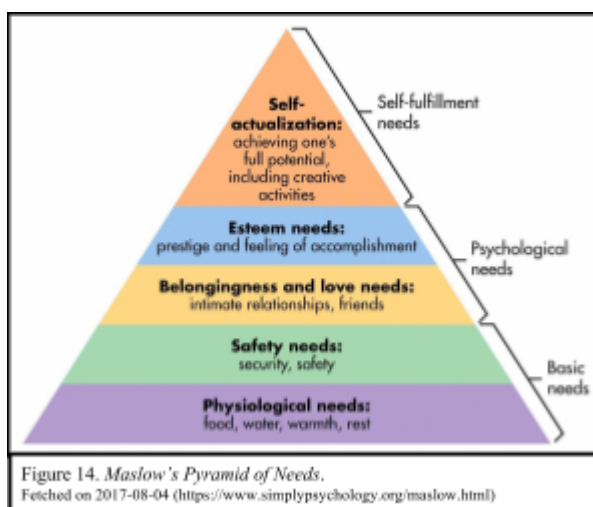 Self-
actualization:
achieving one's
full potential,
including creative
activities
Self-fulfillment
needs
Esteem needs:
prestige and feeling of accomplishment
Belongingness and love needs:
intimate relationships, friends
Psychological
needs
Safety needs:
security, safety
Physiological needs:
food, water, warmth, rest
Basic
needs
Figure 14. Maslow's Pyramid of Needs.
Fetched on 2017-08-04 (https://www.simplypsychology.org/maslow.html)